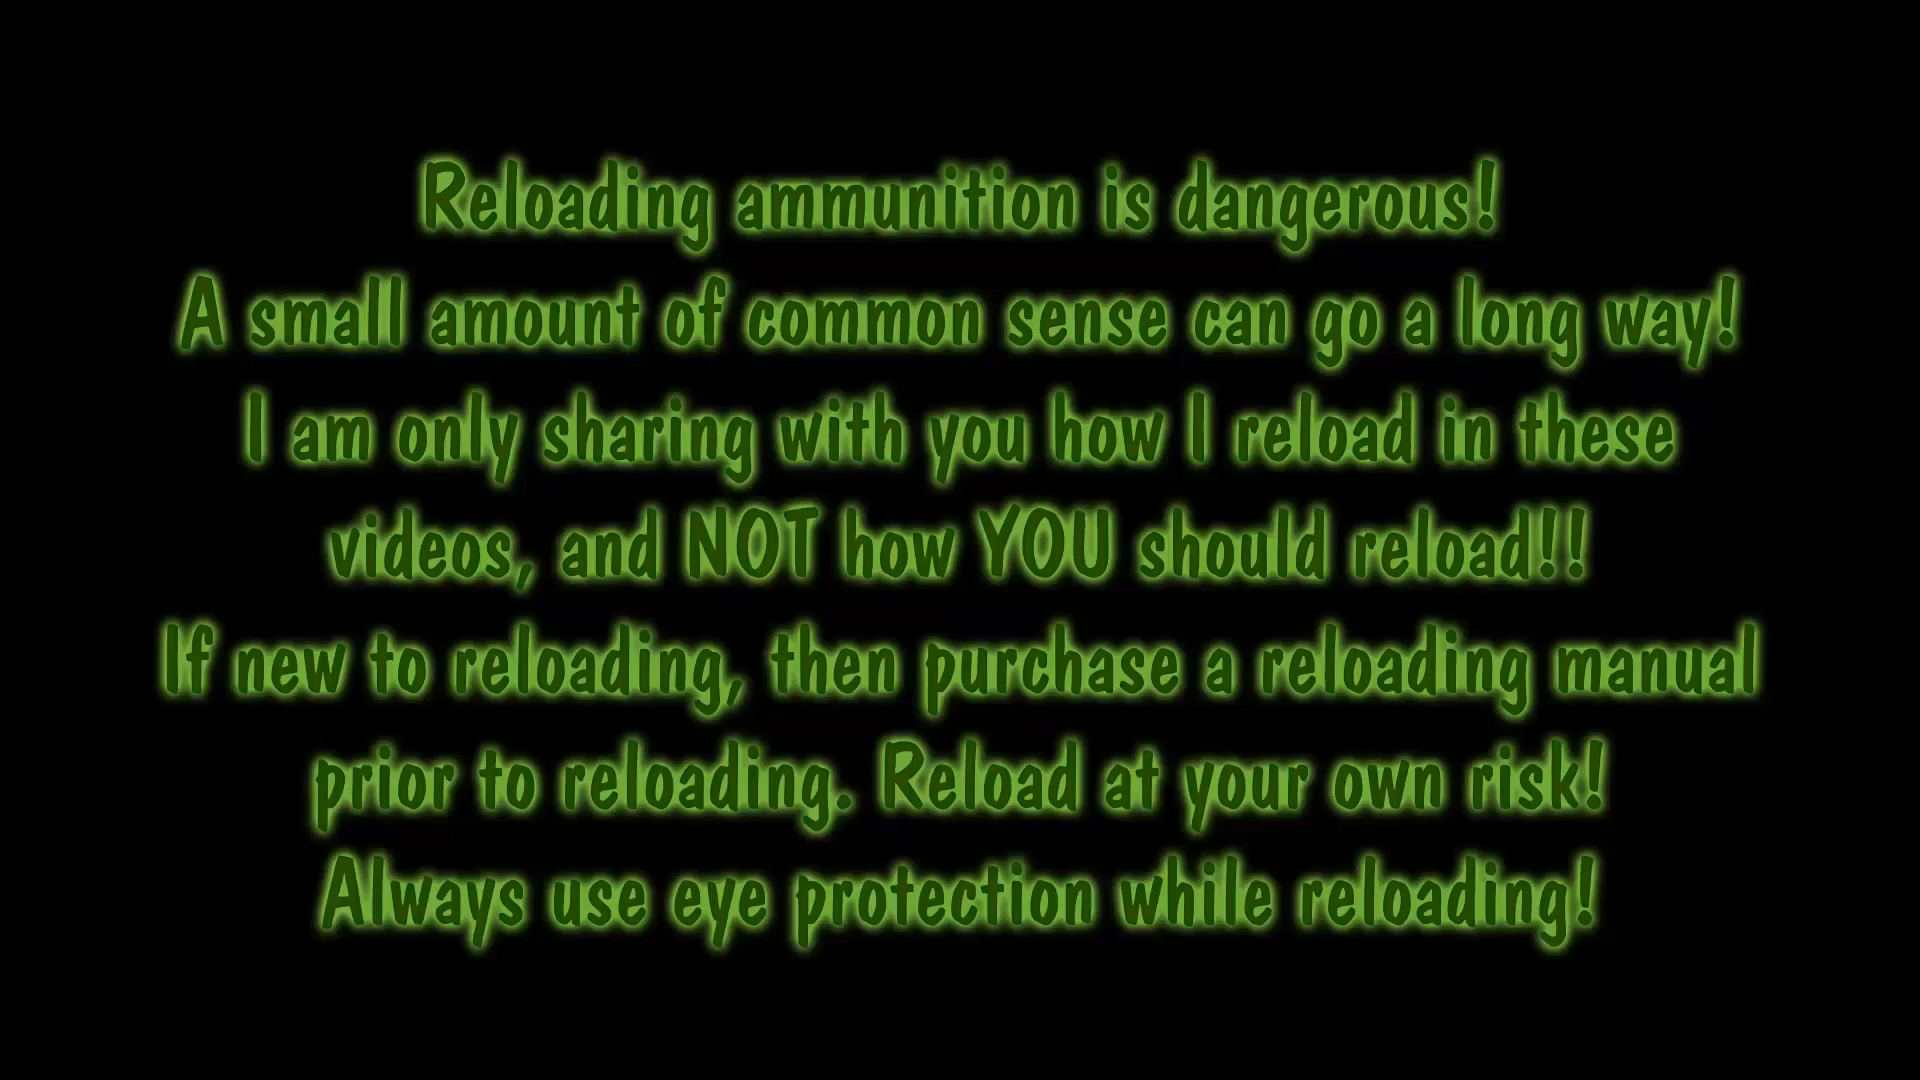 Reloading ammunition is dangerous!
A small amount of common sense can go a long way!
I am only sharing with you how I reload in these
videos, and NOT how YOU should reload!!
If new to reloading, then purchase a reloading manual
prior to reloading. Reload at your own risk!
Always use eye protection while reloading!